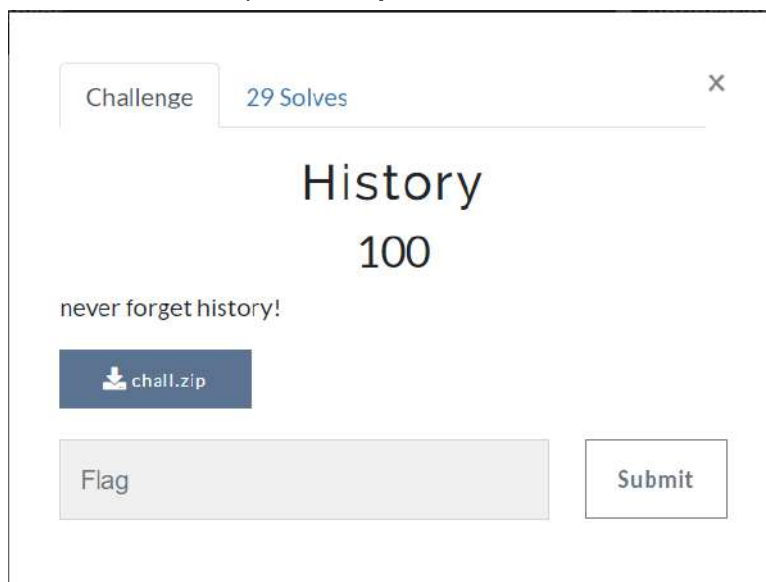 Challenge 29 Solves ×
History
100
never forget history!
chall.zip
Flag Submit